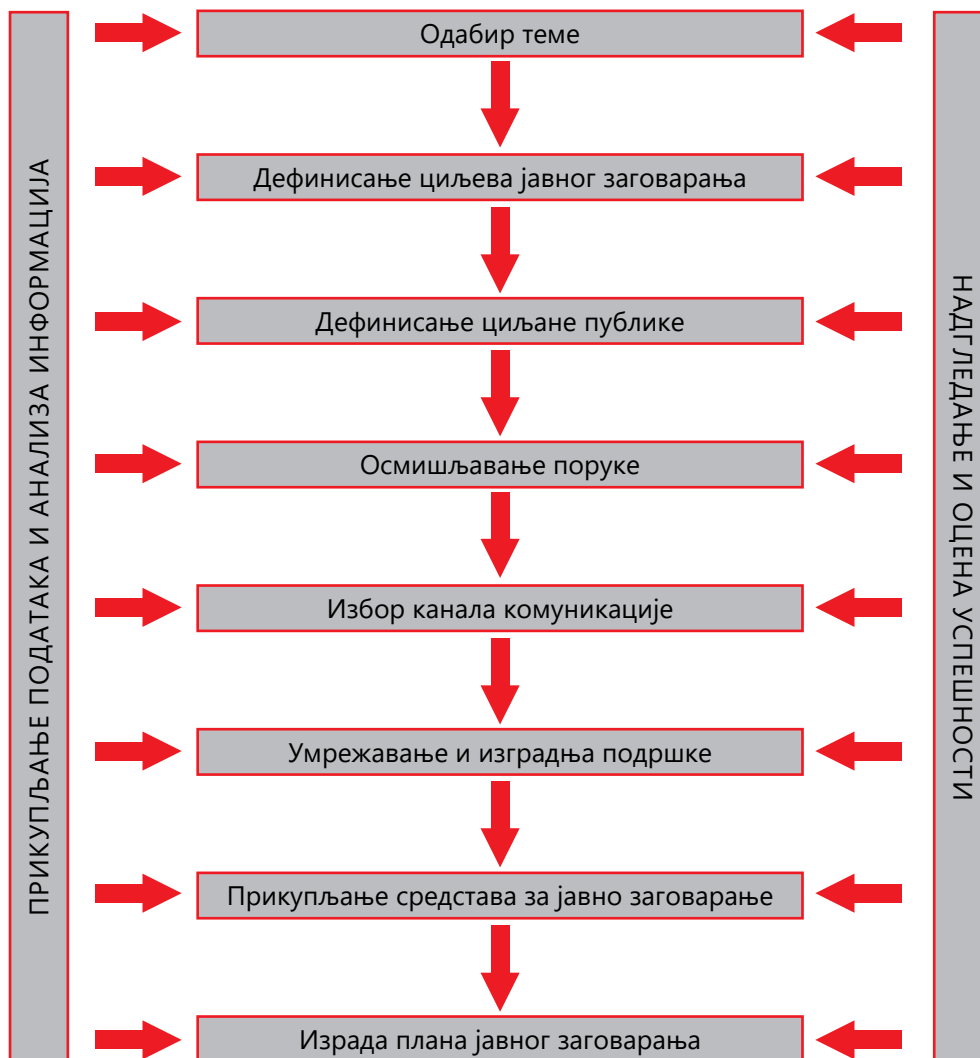 ПРИКУПЉАЊЕ ПОДАТАКА И АНАЛИЗА ИНФОРМАЦИЈА
Одабир теме
Дефинисање циљева јавног заговарања
Дефинисање циљане публике
Осмишљавање поруке
Избор канала комуникације
Умрежавање и изградња подршке
Прикупљање средстава за јавно заговарање
Израда плана јавног заговарања
НАДГЛЕДАЊЕ И ОЦЕНА УСПЕШНОСТИ